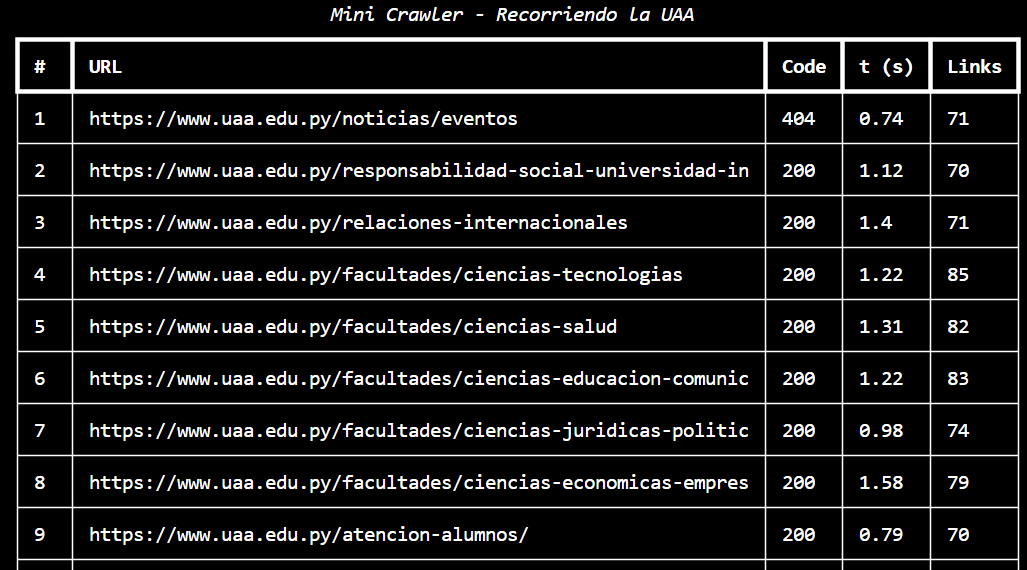 Mini Crawler - Recorriendo la UAA
# URL Code t (s) Links
1 https://www.uaa.edu.py/noticias/eventos 404 0.74 71
2 https://www.uaa.edu.py/responsabilidad-social-universidad-in 200 1.12 70
3 https://www.uaa.edu.py/relaciones-internacionales 200 1.4 71
4 https://www.uaa.edu.py/facultades/ciencias-tecnologias 200 1.22 85
5 https://www.uaa.edu.py/facultades/ciencias-salud 200 1.31 82
6 https://www.uaa.edu.py/facultades/ciencias-educacion-comunic 200 1.22 83
7 https://www.uaa.edu.py/facultades/ciencias-juridicas-politic 200 0.98 74
8 https://www.uaa.edu.py/facultades/ciencias-economicas-empres 200 1.58 79
9 https://www.uaa.edu.py/atencion-alumnos/ 200 0.79 70